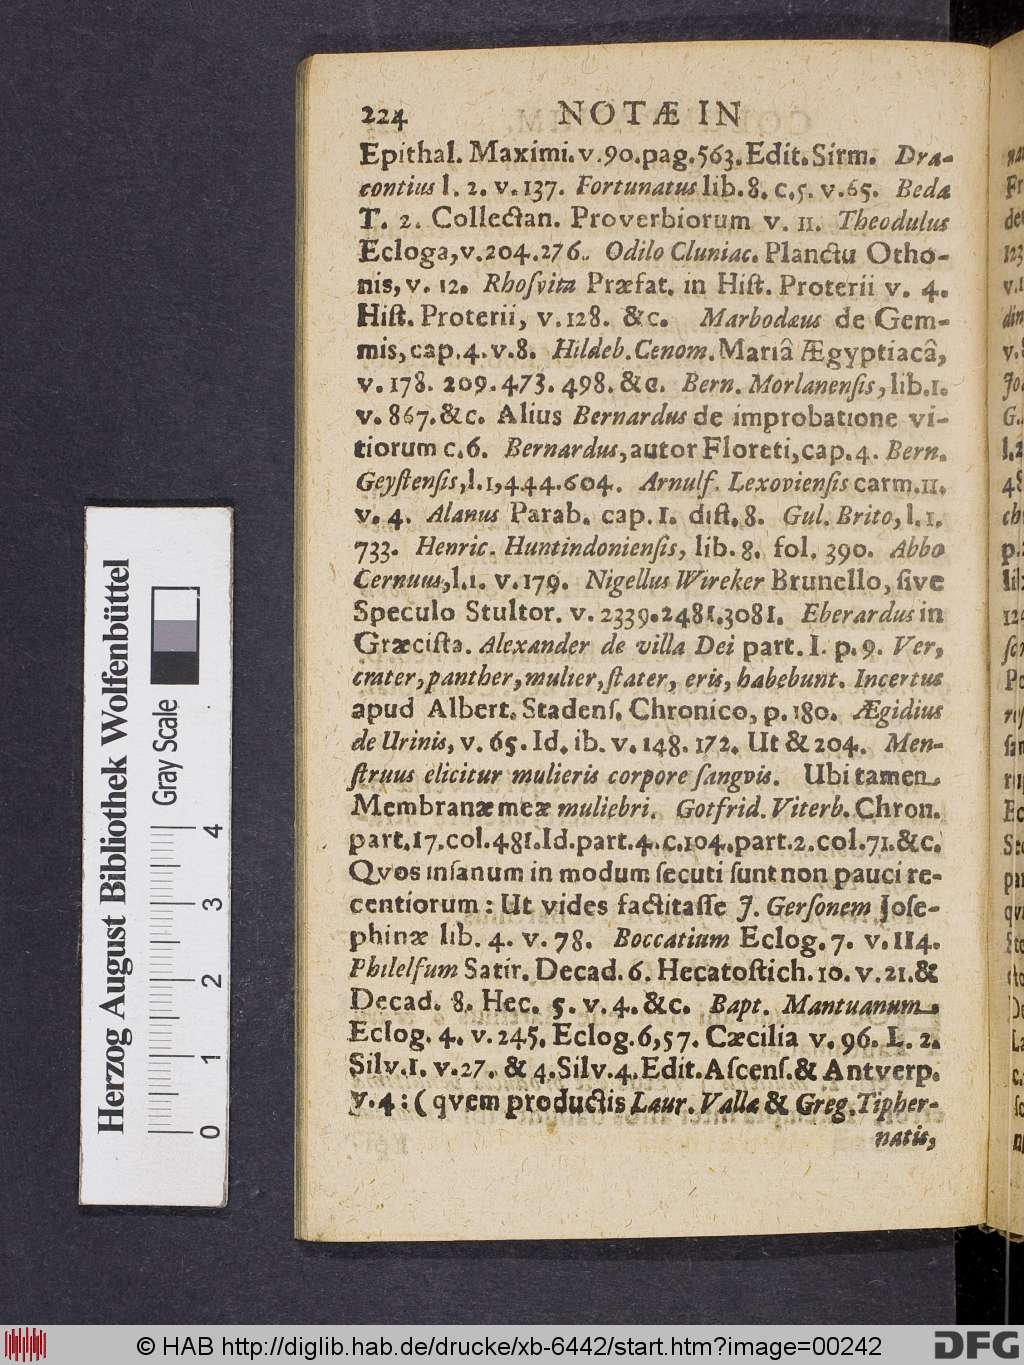 224 NOTÆ IN
Epithal. Maximi. v. 90. pag. 563. Edit. Sirm. Dra-
contius l. 2. v. 137. Fortunatus lib. 8. c. 5. v. 65. Beda
T. 2. Collectan. Proverbiorum v. 11. Theodulus
Ecloga, v. 204. 276. Odilo Cluniac. Planctu Otho-
nis, v. 12. Rhoſvita Præfat. in Hiſt. Proterii v. 4.
Hiſt. Proterii, v. 128. &c. Marbodæus de Gem-
mis, cap. 4. v. 8. Hildeb. Cenom. Mariâ Ægyptiacâ,
v. 178. 209. 473. 498. &c. Bern. Morlanenſis, lib. 1.
v. 867. &c. Alius Bernardus de improbatione vi-
tiorum c. 6. Bernardus, autor Floreti, cap. 4. Bern.
Geyſtenſis, l. 1, 444. 604. Arnulf. Lexovienſis carm. 11.
v. 4. Alanus Parab. cap. I. diſt. 8. Gul. Brito, l. 1.
733. Henric. Huntindonienſis, lib. 8. fol. 390. Abbo
Cernuus, l. 1. v. 179. Nigellus Wireker Brunello, ſive
Speculo Stultor. v. 2339. 2481. 3081. Eberardus in
Græciſta. Alexander de villa Dei part. I. p. 9. Ver,
crater, panther, mulier, ſtater, eris, habebunt. Incertus
apud Albert. Stadenſ. Chronico, p. 180. Ægidius
de Urinis, v. 65. Id. ib. v. 148. 172. Ut & 204. Men-
ſtruus elicitur mulieris corpore ſangvis. Ubi tamen
Membranæ meæ muliebri. Gotfrid. Viterb. Chron.
part. 17. col. 481. Id. part. 4. c. 104. part. 2. col. 71. &c.
Qvos inſanum in modum ſecuti ſunt non pauci re-
centiorum: Ut vides factitaſſe J. Gerſonem Joſe-
phinæ lib. 4. v. 78. Boccatium Eclog. 7. v. 114.
Philelfum Satir. Decad. 6. Hecatoſtich. 10. v. 21. &
Decad. 8. Hec. 5. v. 4. &c. Bapt. Mantuanum.
Eclog. 4. v. 245. Eclog. 6, 57. Cæcilia v. 96. L. 2.
Silv. 1. v. 27. & 4. Silv. 4. Edit. Aſcenſ. & Antverp.
v. 4: (qvem productis Laur. Vallæ & Greg. Tipher-
natis,
Herzog August Bibliothek Wolfenbüttel
Gray Scale
0 1 2 3 4
© HAB http://diglib.hab.de/drucke/xb-6442/start.htm?image=00242
DFG